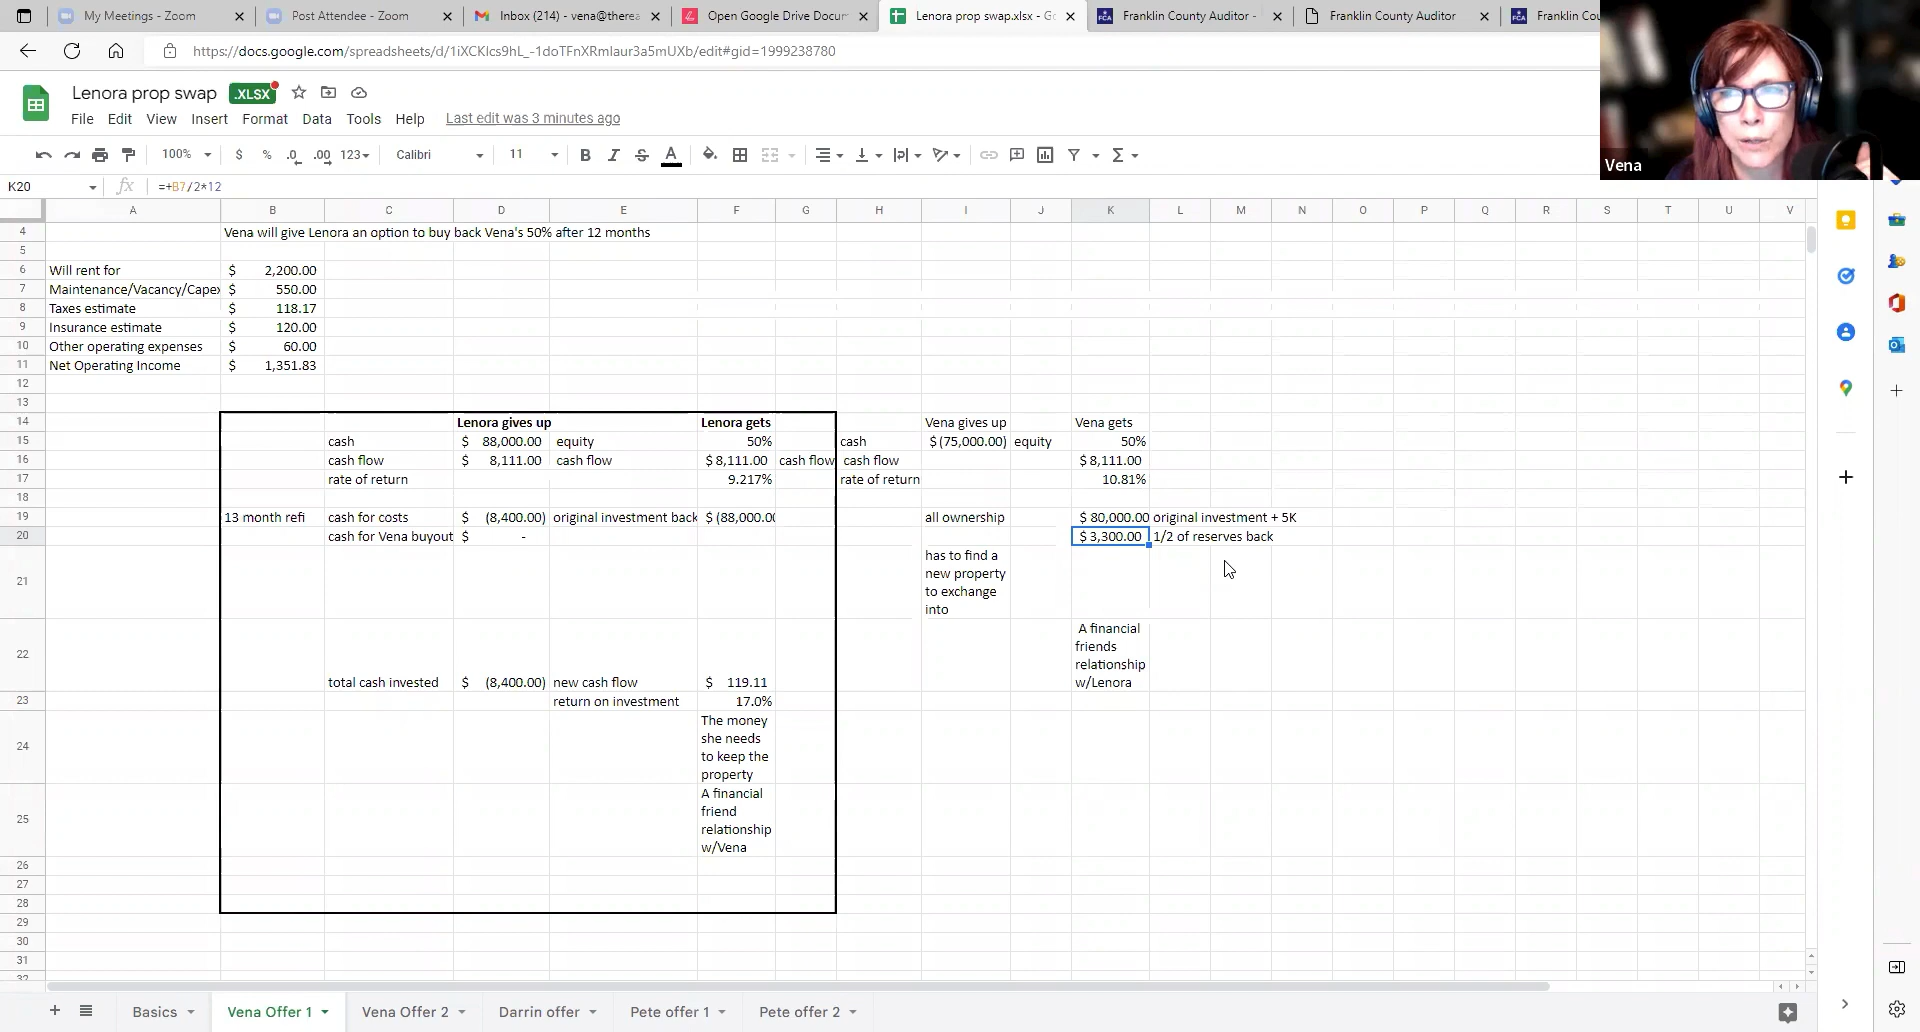 My Meetings - Zoom
Post Attendee - Zoom
Inbox (214) - vena@therea
Open Google Drive Docum
Lenora prop swap.xlsx - Go
Franklin County Auditor -
Franklin County Auditor
Franklin Cou
https://docs.google.com/spreadsheets/d/1iXCKlcs9hL_-1doTFnXRmIaur3a5mUXb/edit#gid=1999238780
Lenora prop swap .XLSX
File Edit View Insert Format Data Tools Help Last edit was 3 minutes ago
100% $ % .0 .00 123 Calibri 11 B I S A
Vena
K20 fx =+B7/2*12
A B C D E F G H I J K L M N O P Q R S T U V
4 Vena will give Lenora an option to buy back Vena's 50% after 12 months
5
6 Will rent for $ 2,200.00
7 Maintenance/Vacancy/Capex $ 550.00
8 Taxes estimate $ 118.17
9 Insurance estimate $ 120.00
10 Other operating expenses $ 60.00
11 Net Operating Income $ 1,351.83
12
13
14 Lenora gives up Lenora gets Vena gives up Vena gets
15 cash $ 88,000.00 equity 50% cash $ (75,000.00) equity 50%
16 cash flow $ 8,111.00 cash flow $ 8,111.00 cash flow cash flow $ 8,111.00
17 rate of return 9.217% rate of return 10.81%
18
19 13 month refi cash for costs $ (8,400.00) original investment back $ (88,000.00 all ownership $ 80,000.00 original investment + 5K
20 cash for Vena buyout $ - $ 3,300.00 1/2 of reserves back
21 has to find a
new property
to exchange
into
22 A financial
friends
relationship
w/Lenora
total cash invested $ (8,400.00) new cash flow $ 119.11
23 return on investment 17.0%
24 The money
she needs
to keep the
property
25 A financial
friend
relationship
w/Vena
26
27
28
29
30
31
32
Basics Vena Offer 1 Vena Offer 2 Darrin offer Pete offer 1 Pete offer 2